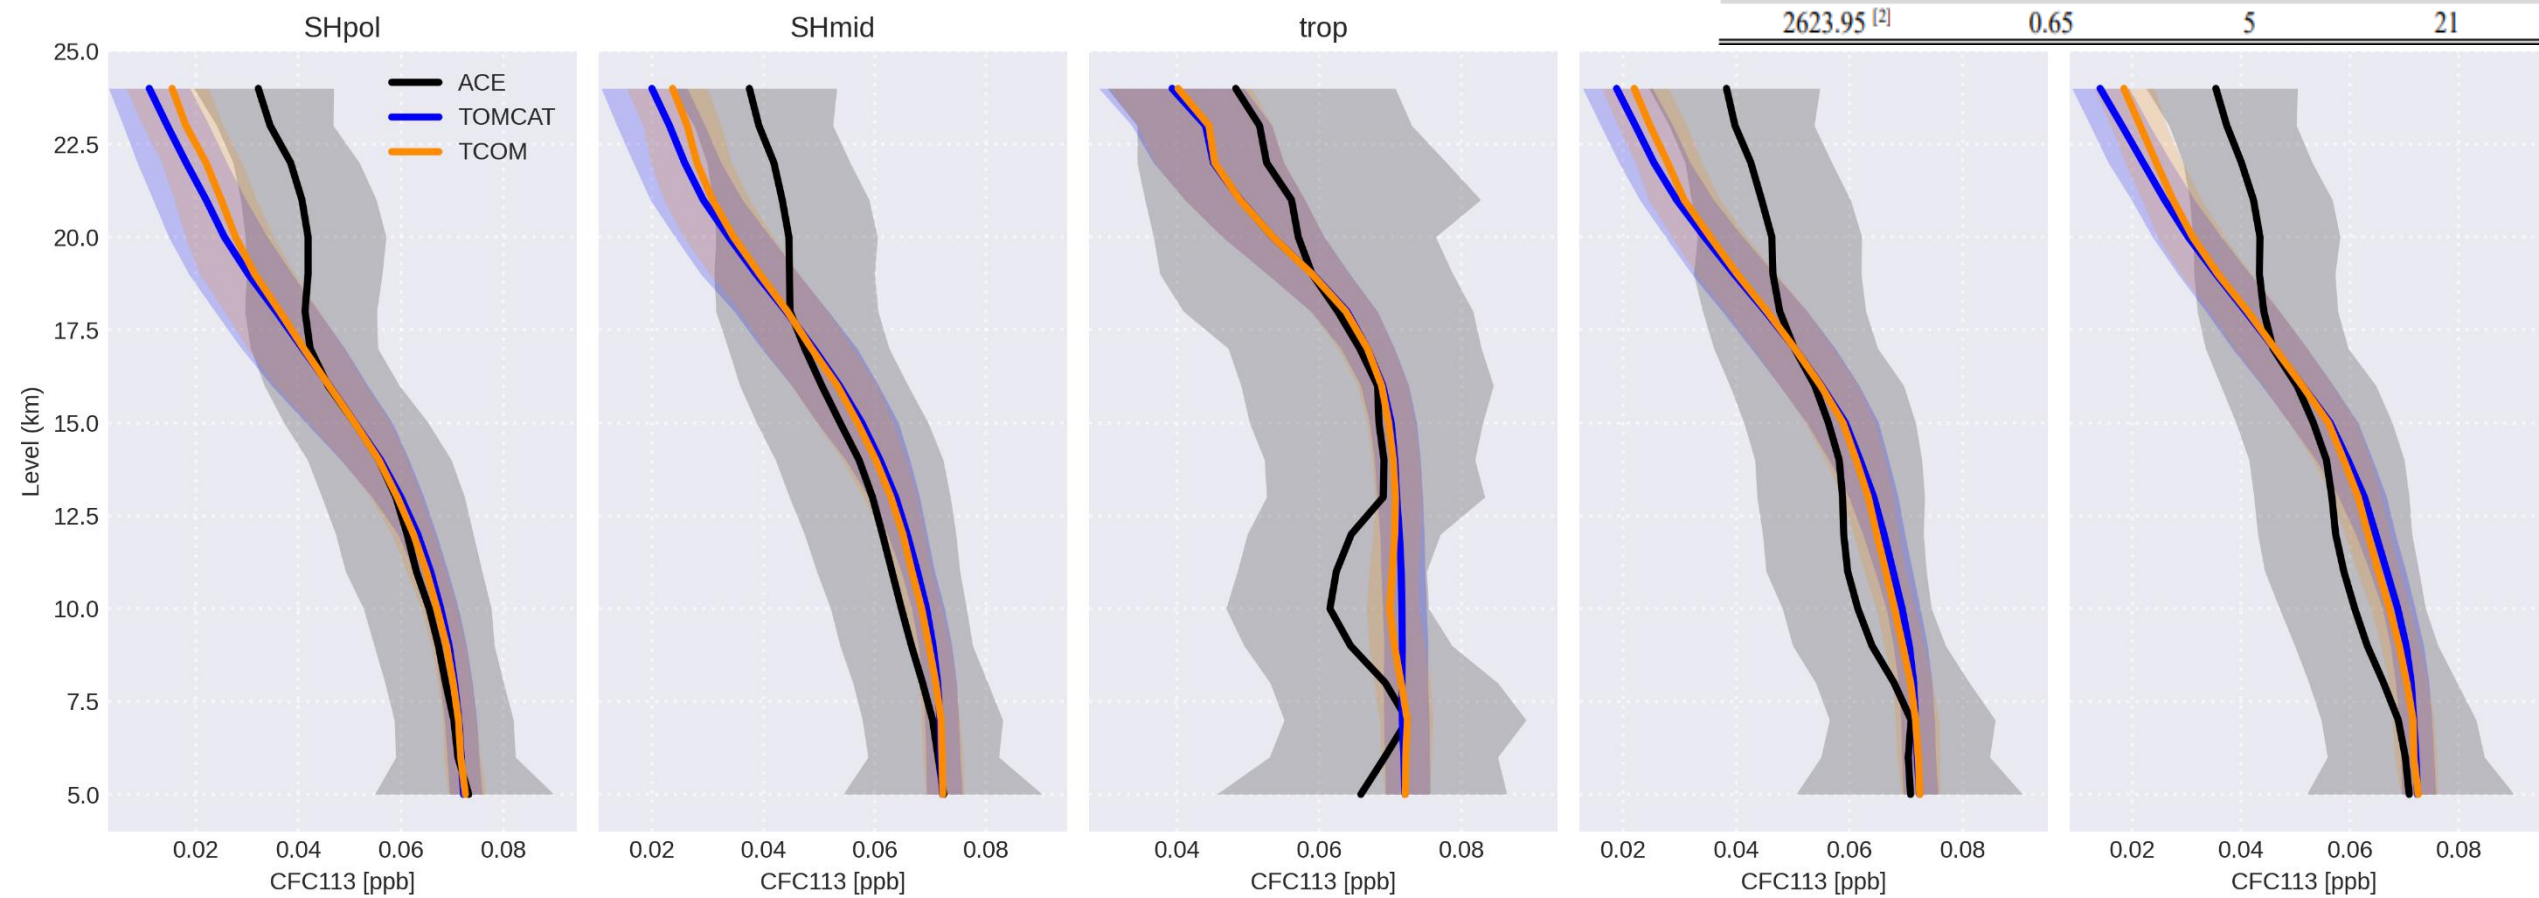 SHpol SHmid trop 2623.95 [2] 0.65 5 21
25.0
ACE
TOMCAT
TCOM
22.5
20.0
17.5
15.0
12.5
10.0
7.5
5.0
Level (km)
0.02 0.04 0.06 0.08 0.02 0.04 0.06 0.08 0.04 0.06 0.08 0.02 0.04 0.06 0.08 0.02 0.04 0.06 0.08
CFC113 [ppb] CFC113 [ppb] CFC113 [ppb] CFC113 [ppb] CFC113 [ppb]